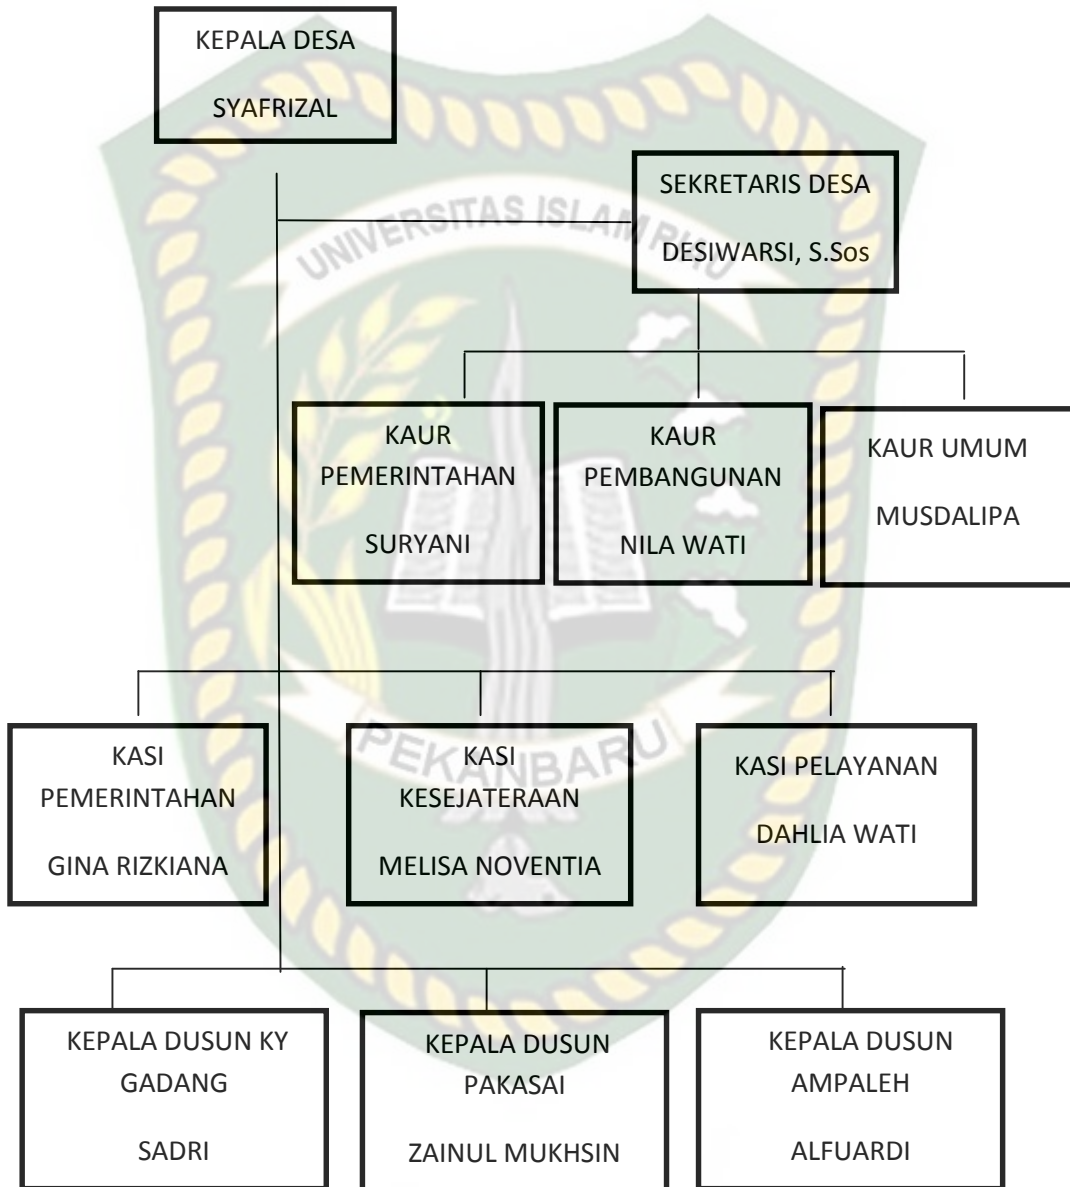 KEPALA DESA
SYAFRIZAL
SEKRETARIS DESA
DESIWARSI, S.Sos
UNIVERSITAS ISLAM RIAU
KAUR
PEMERINTAHAN
SURYANI
KAUR
PEMBANGUNAN
NILA WATI
KAUR UMUM
MUSDALIPA
KASI
PEMERINTAHAN
GINA RIZKIANA
KASI
KESEJATERAAN
MELISA NOVENTIA
KASI PELAYANAN
DAHLIA WATI
PEKANBARU
KEPALA DUSUN KY
GADANG
SADRI
KEPALA DUSUN
PAKASAI
ZAINUL MUKHSIN
KEPALA DUSUN
AMPALEH
ALFUARDI